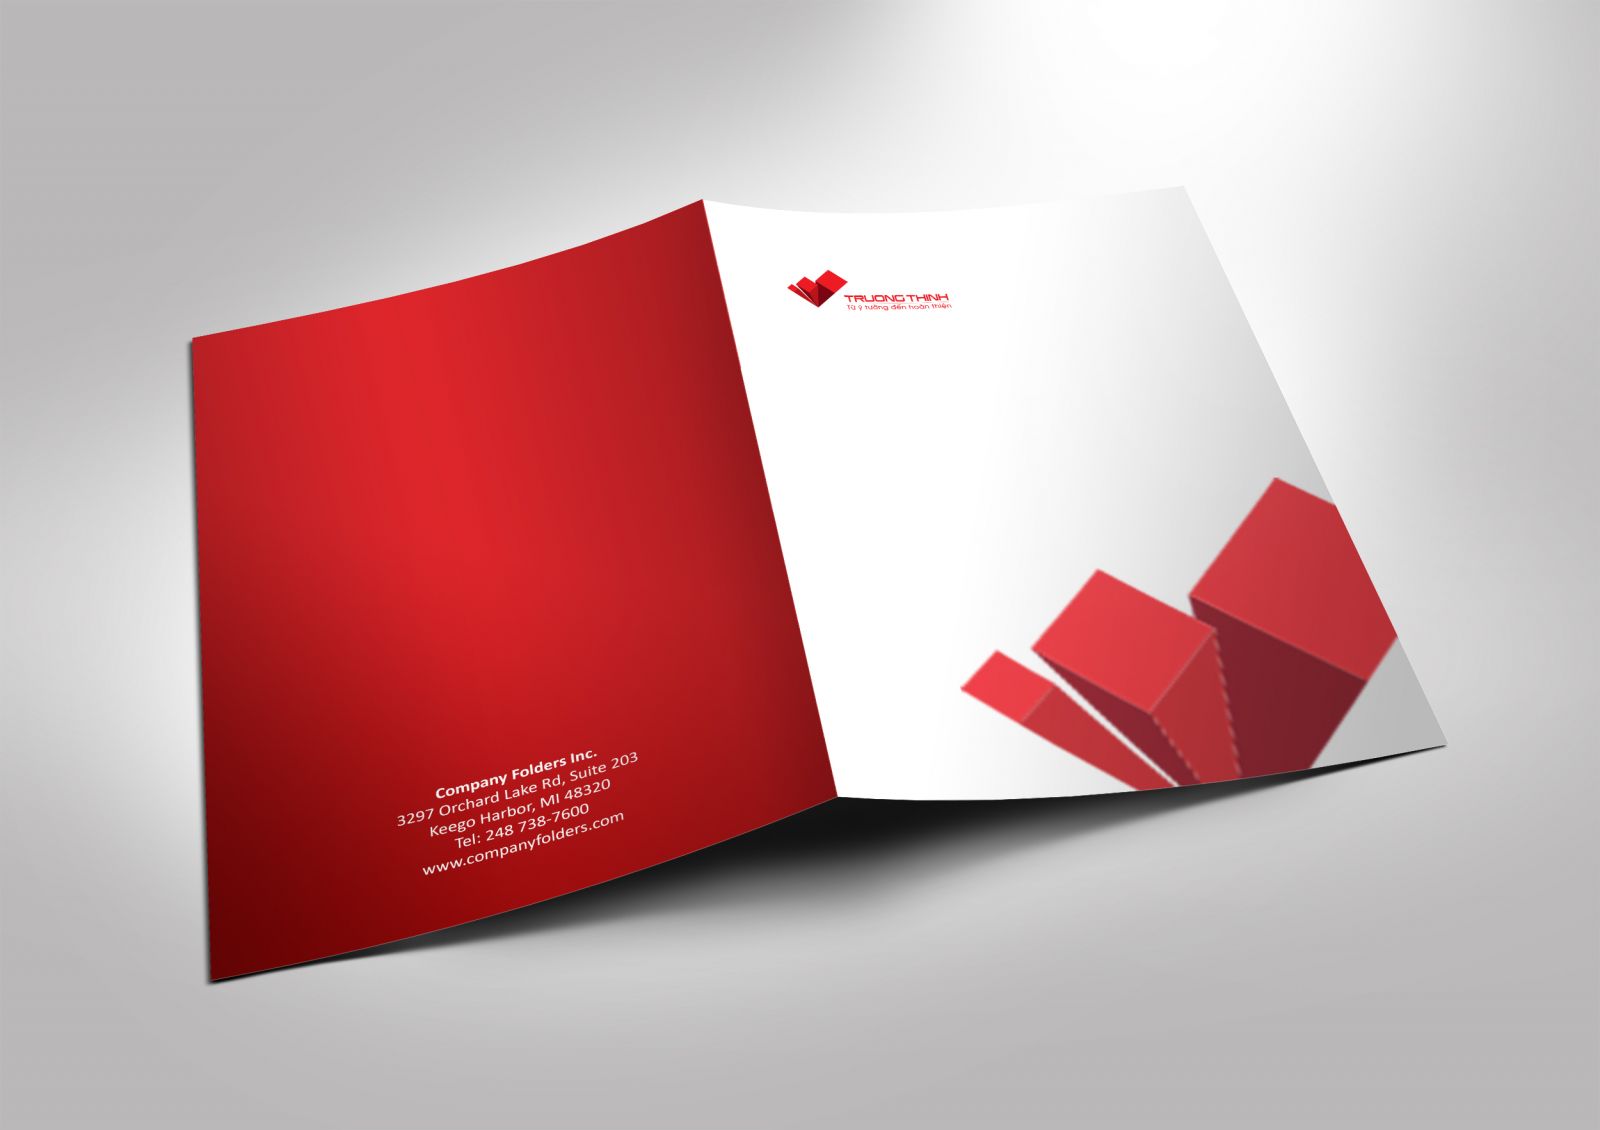 TRUONG THINH
Từ ý tưởng đến hoàn thiện
Company Folders Inc.
3297 Orchard Lake Rd, Suite 203
Keego Harbor, MI 48320
Tel: 248 738-7600
www.companyfolders.com